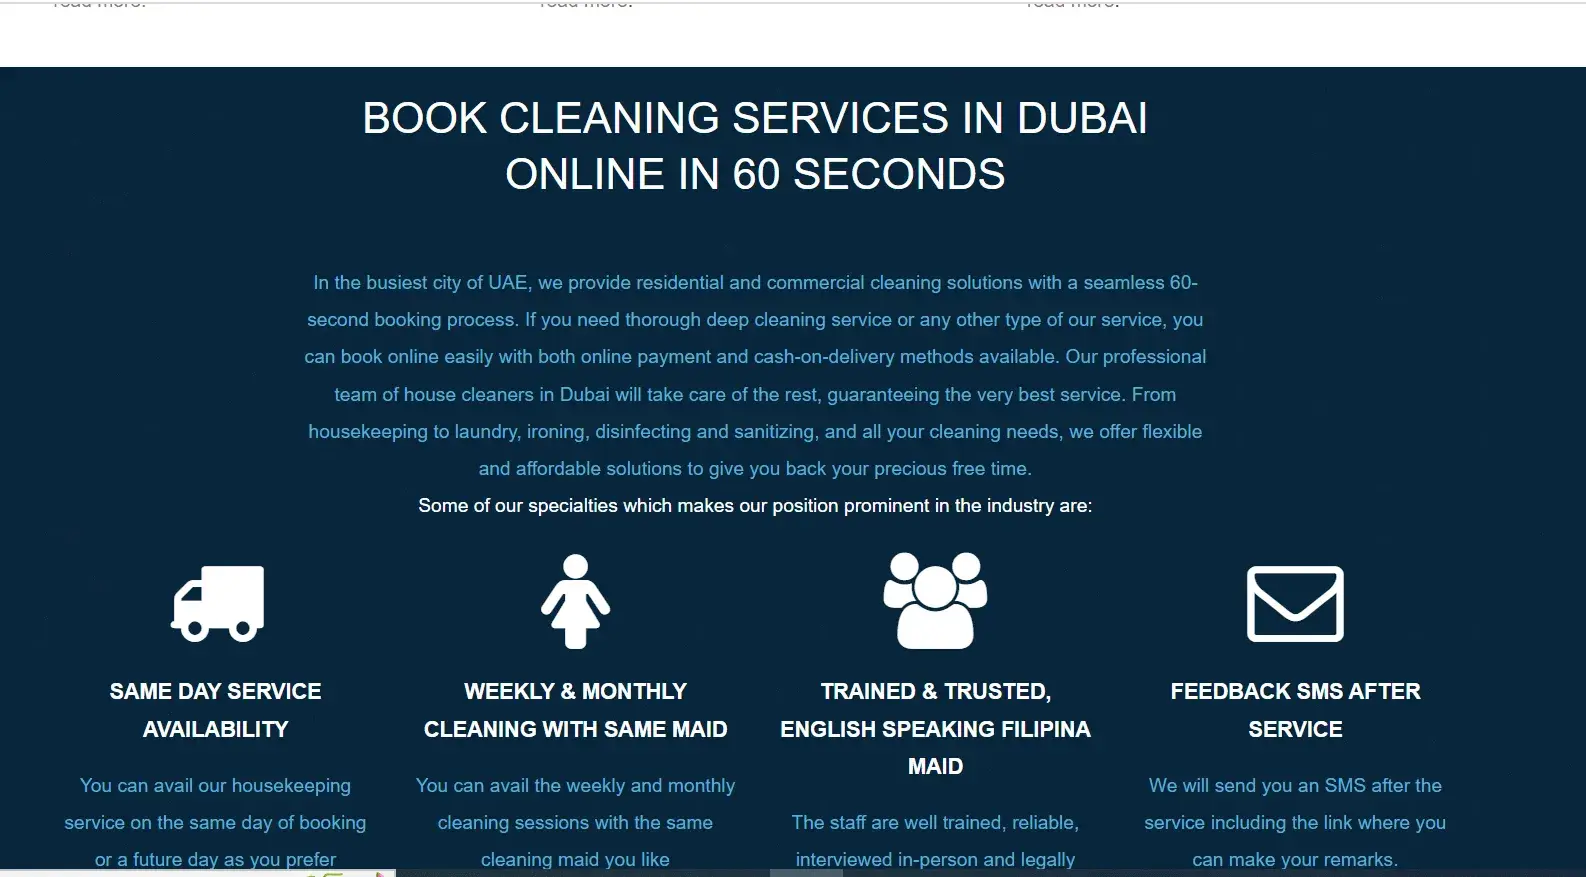 read more. read more. read more.
BOOK CLEANING SERVICES IN DUBAI
ONLINE IN 60 SECONDS
In the busiest city of UAE, we provide residential and commercial cleaning solutions with a seamless 60-
second booking process. If you need thorough deep cleaning service or any other type of our service, you
can book online easily with both online payment and cash-on-delivery methods available. Our professional
team of house cleaners in Dubai will take care of the rest, guaranteeing the very best service. From
housekeeping to laundry, ironing, disinfecting and sanitizing, and all your cleaning needs, we offer flexible
and affordable solutions to give you back your precious free time.
Some of our specialties which makes our position prominent in the industry are:
SAME DAY SERVICE
AVAILABILITY
You can avail our housekeeping
service on the same day of booking
or a future day as you prefer
WEEKLY & MONTHLY
CLEANING WITH SAME MAID
You can avail the weekly and monthly
cleaning sessions with the same
cleaning maid you like
TRAINED & TRUSTED,
ENGLISH SPEAKING FILIPINA
MAID
The staff are well trained, reliable,
interviewed in-person and legally
FEEDBACK SMS AFTER
SERVICE
We will send you an SMS after the
service including the link where you
can make your remarks.